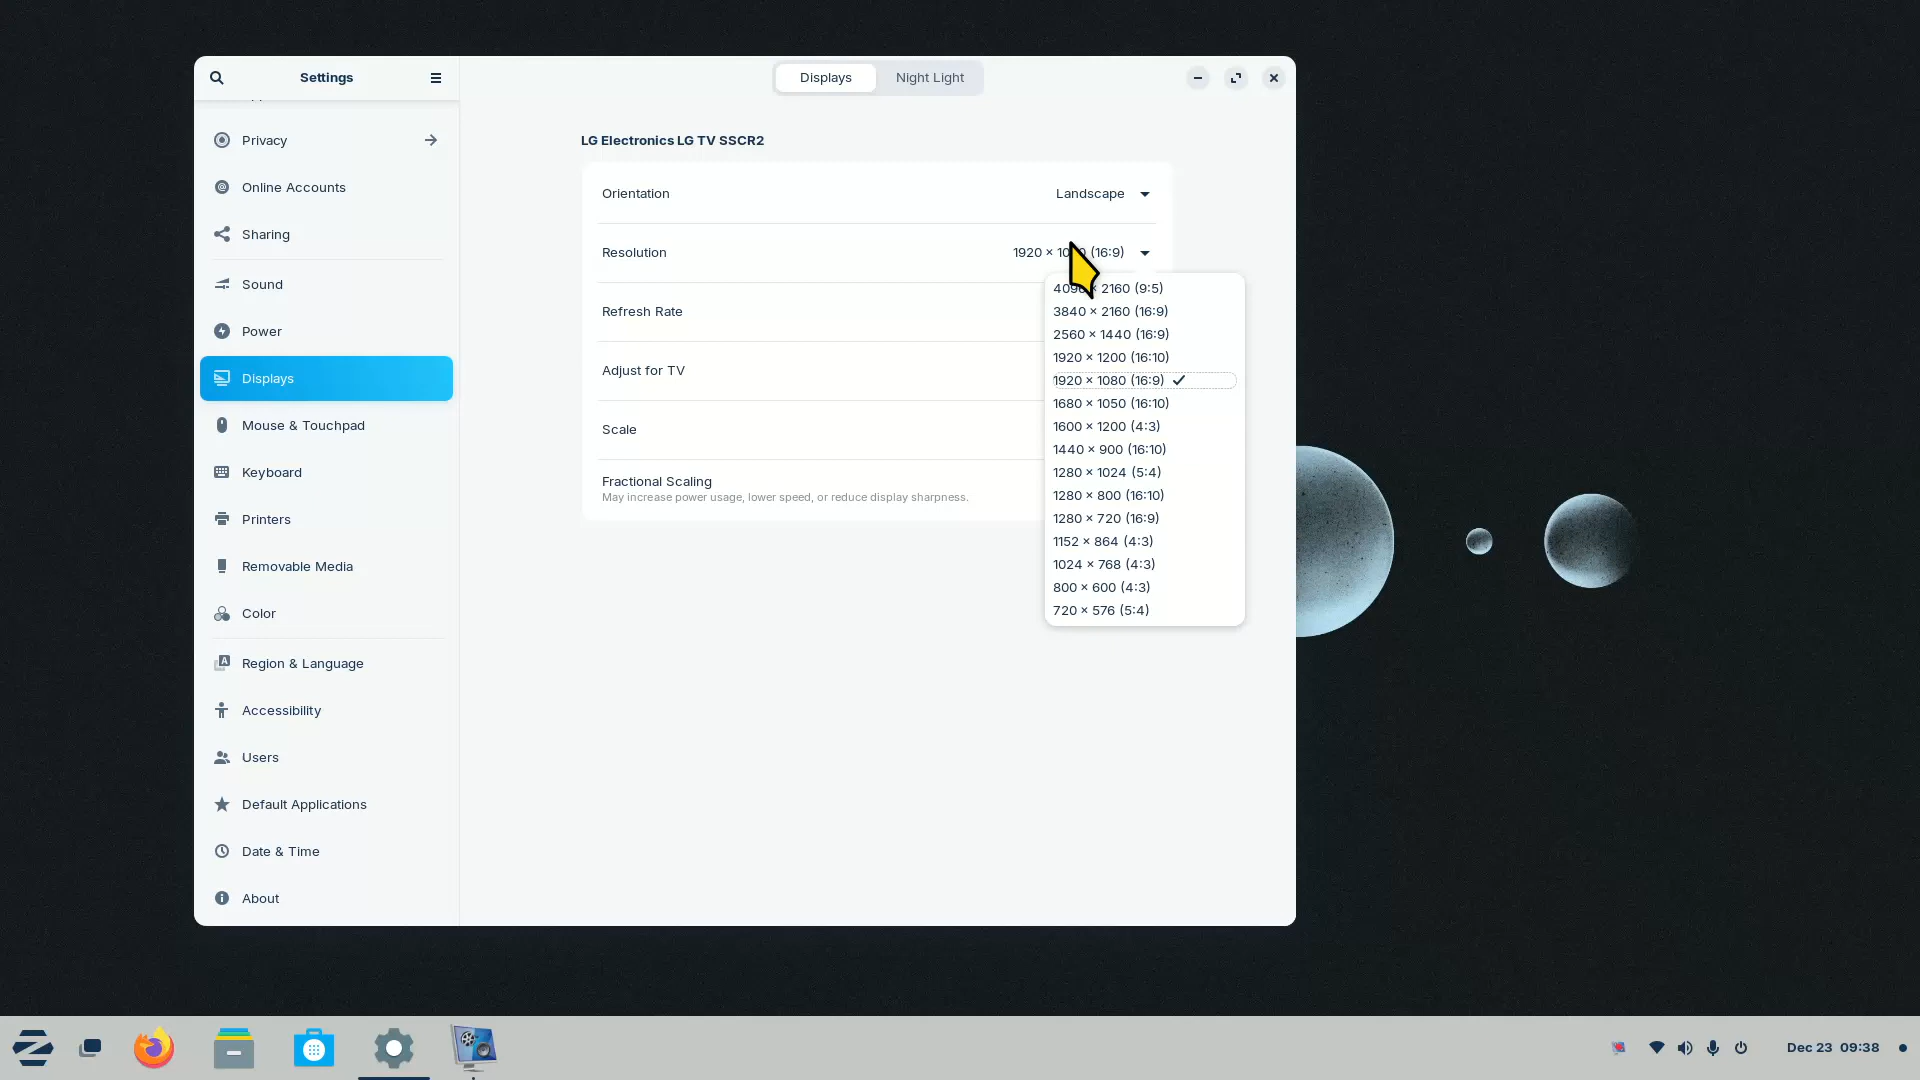 Settings
Displays
Night Light
Privacy
Online Accounts
Sharing
Sound
Power
Displays
Mouse & Touchpad
Keyboard
Printers
Removable Media
Color
Region & Language
Accessibility
Users
Default Applications
Date & Time
About
LG Electronics LG TV SSCR2
Orientation
Landscape
Resolution
1920 × (16:9)
Refresh Rate
Adjust for TV
Scale
Fractional Scaling
May increase power usage, lower speed, or reduce display sharpness.
4096 × 2160 (9:5)
3840 × 2160 (16:9)
2560 × 1440 (16:9)
1920 × 1200 (16:10)
1920 × 1080 (16:9)
1680 × 1050 (16:10)
1600 × 1200 (4:3)
1440 × 900 (16:10)
1280 × 1024 (5:4)
1280 × 800 (16:10)
1280 × 720 (16:9)
1152 × 864 (4:3)
1024 × 768 (4:3)
800 × 600 (4:3)
720 × 576 (5:4)
Dec 23 09:38